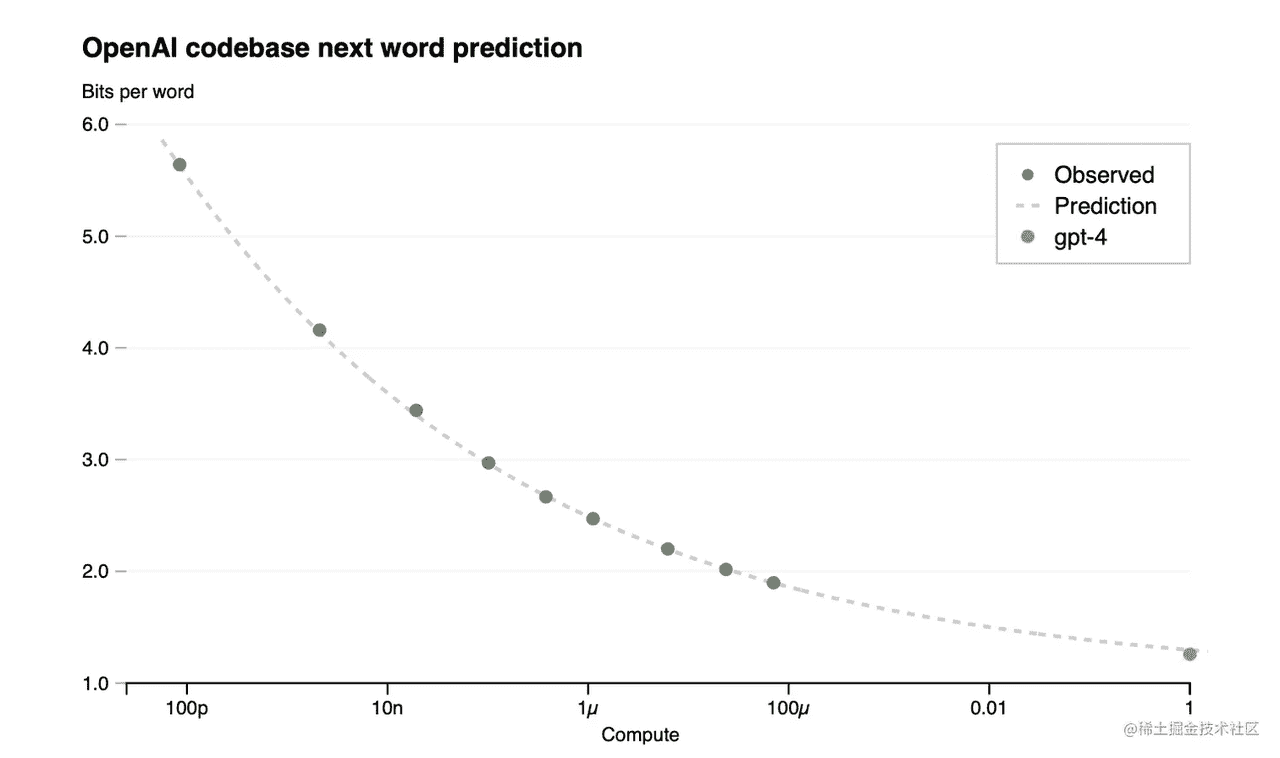 OpenAI codebase next word prediction
Bits per word
6.0
5.0
4.0
3.0
2.0
1.0
Observed
Prediction
gpt-4
100p
10n
1μ
100μ
0.01
1
Compute
@稀土掘金技术社区